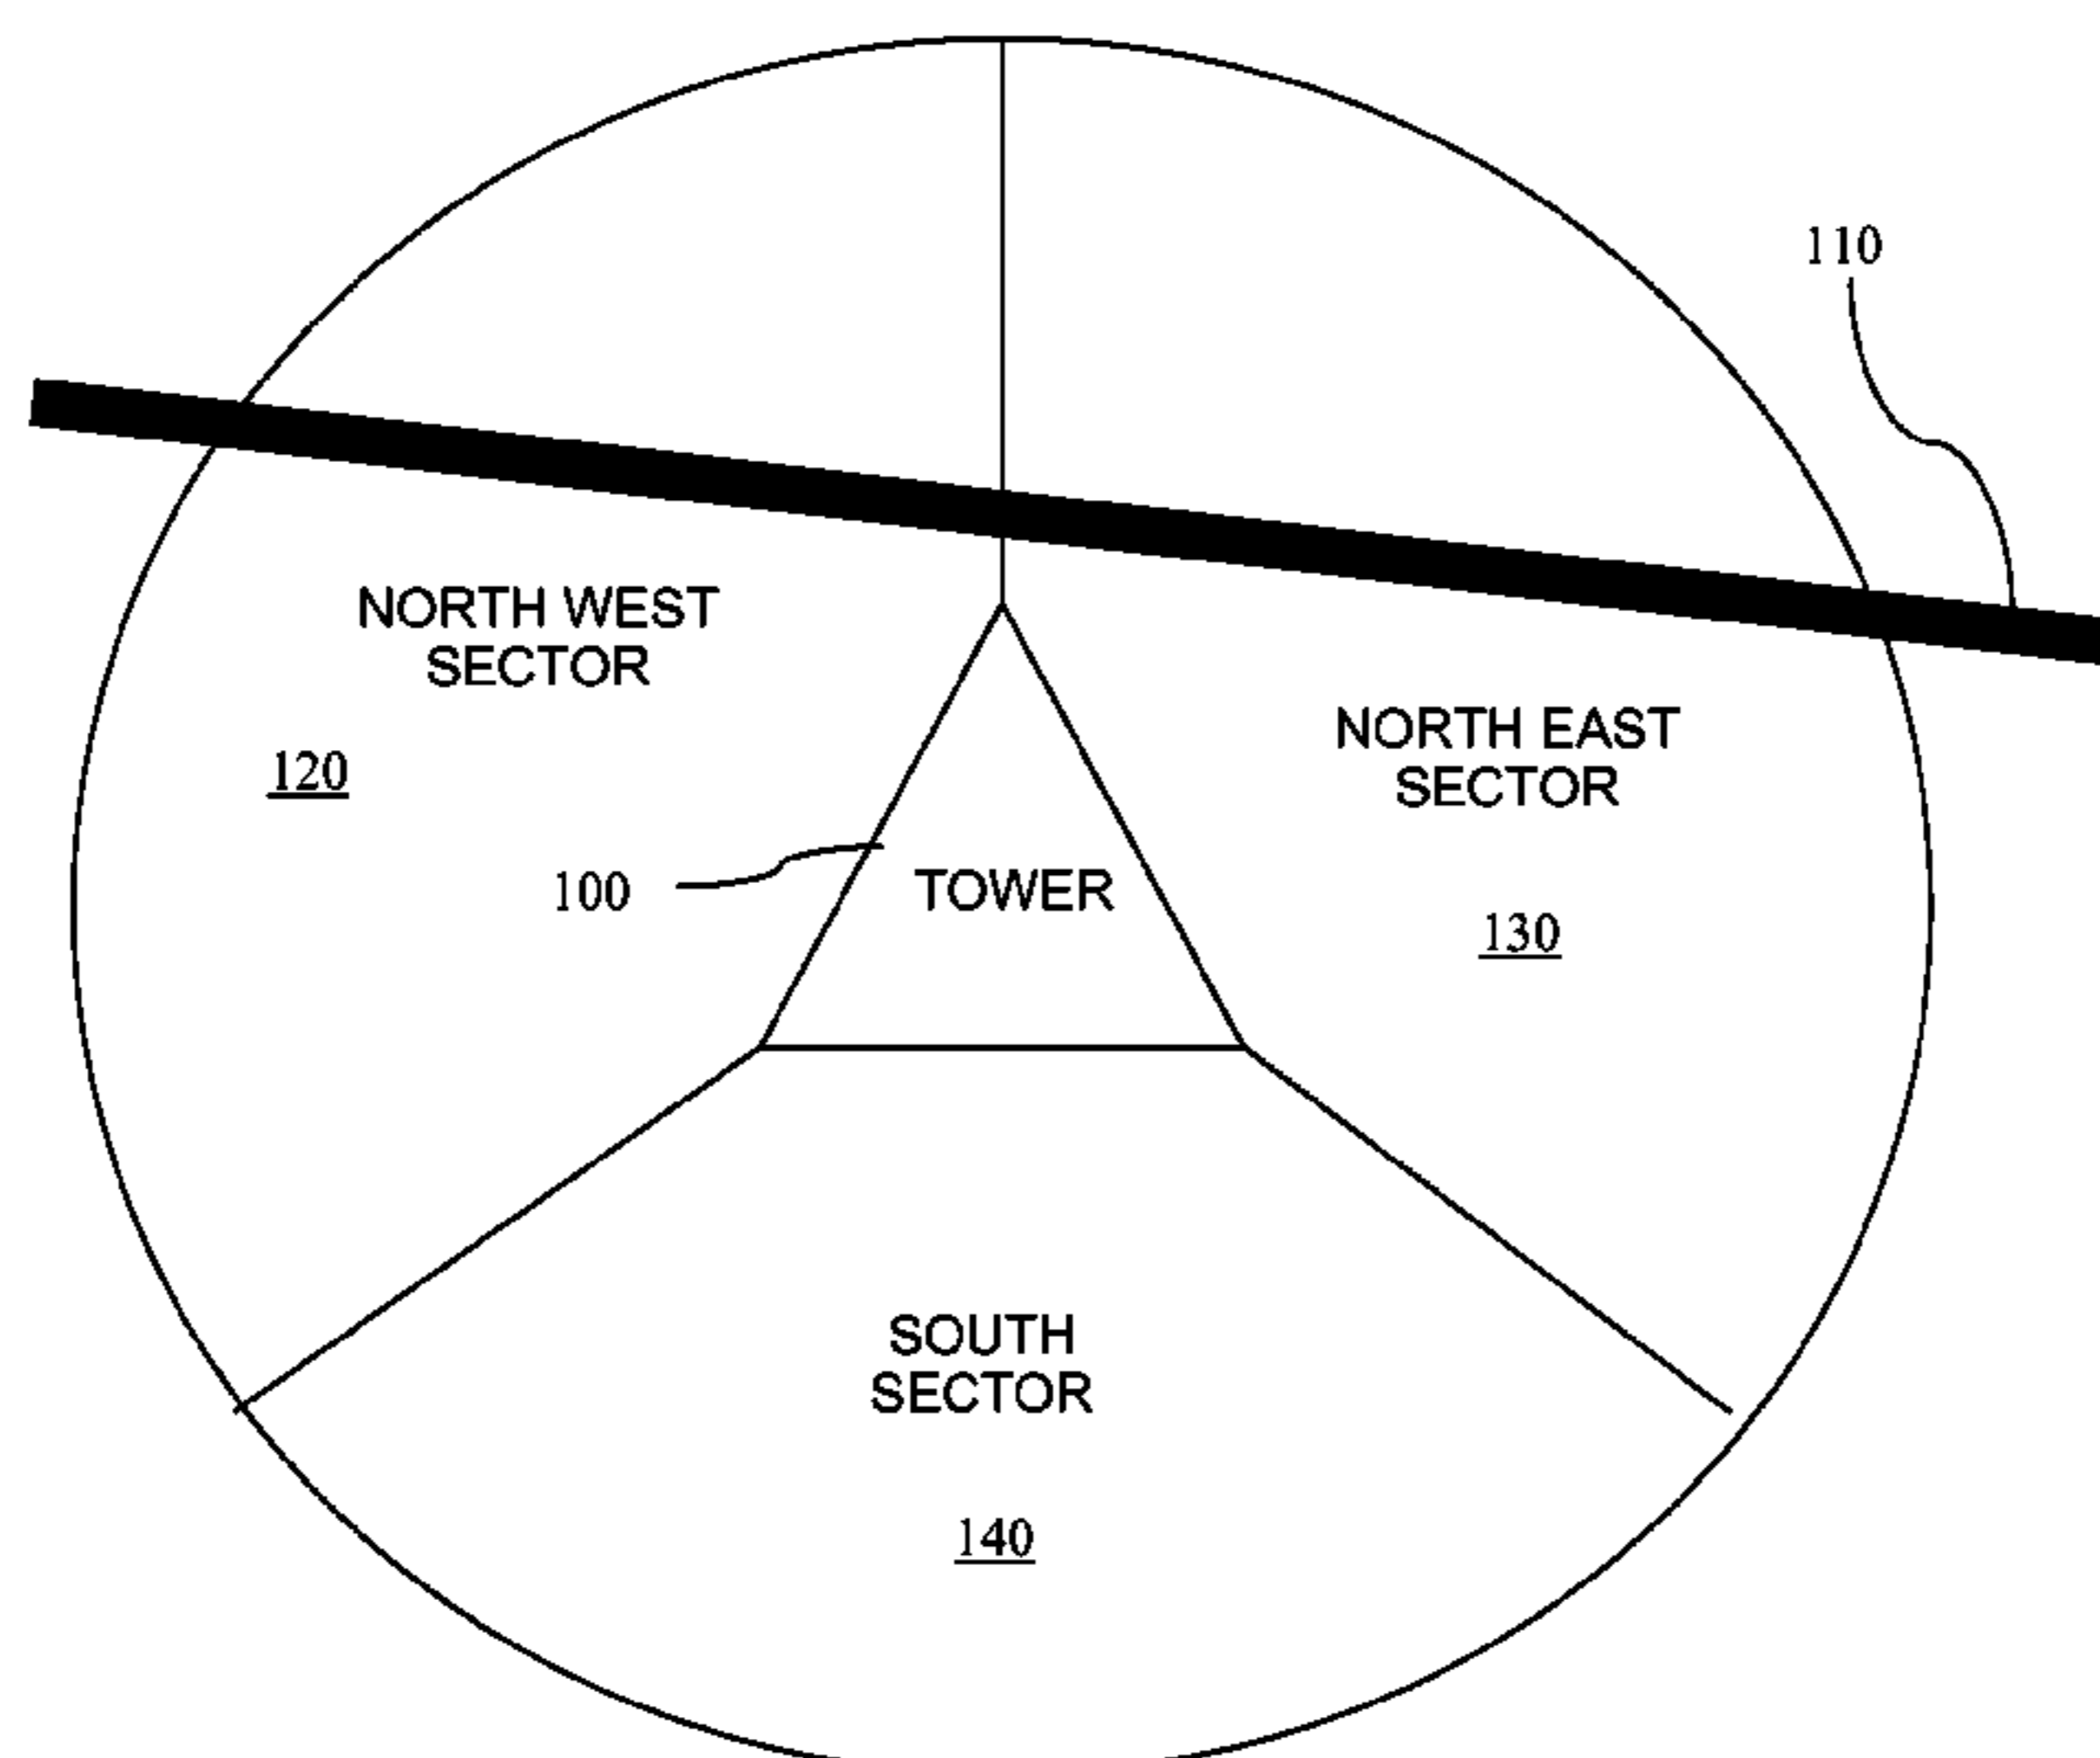 110
NORTH WEST
SECTOR
120
NORTH EAST
SECTOR
130
100
TOWER
SOUTH
SECTOR
140